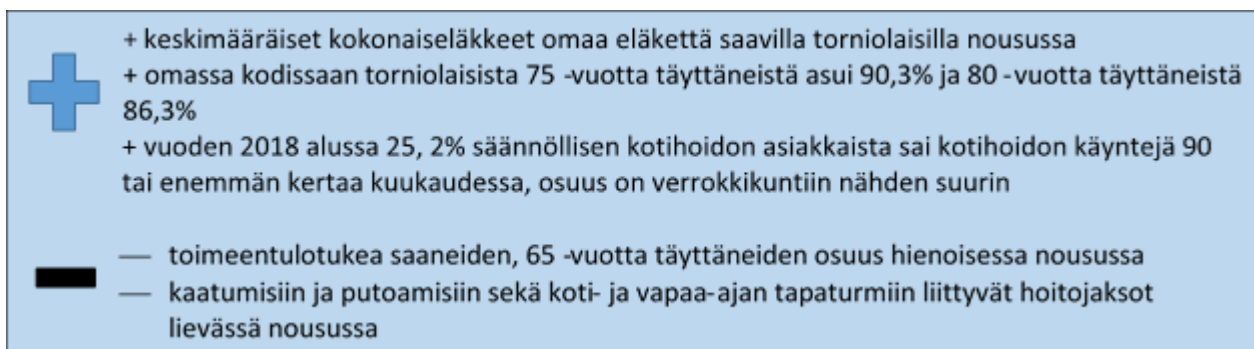 + keskimääräiset kokonaiseläkkeet omaa eläkettä saavilla torniolaisilla nousussa
+ omassa kodissaan torniolaisista 75 -vuotta täyttäneistä asui 90,3% ja 80 -vuotta täyttäneistä
86,3%
+ vuoden 2018 alussa 25, 2% säännöllisen kotihoidon asiakkaista sai kotihoidon käyntejä 90
tai enemmän kertaa kuukaudessa, osuus on verrokkikuntiin nähden suurin
— toimeentulotukea saaneiden, 65 -vuotta täyttäneiden osuus hienoisessa nousussa
— kaatumisiin ja putoamisiin sekä koti- ja vapaa-ajan tapaturmiin liittyvät hoitojaksot
lievässä nousussa